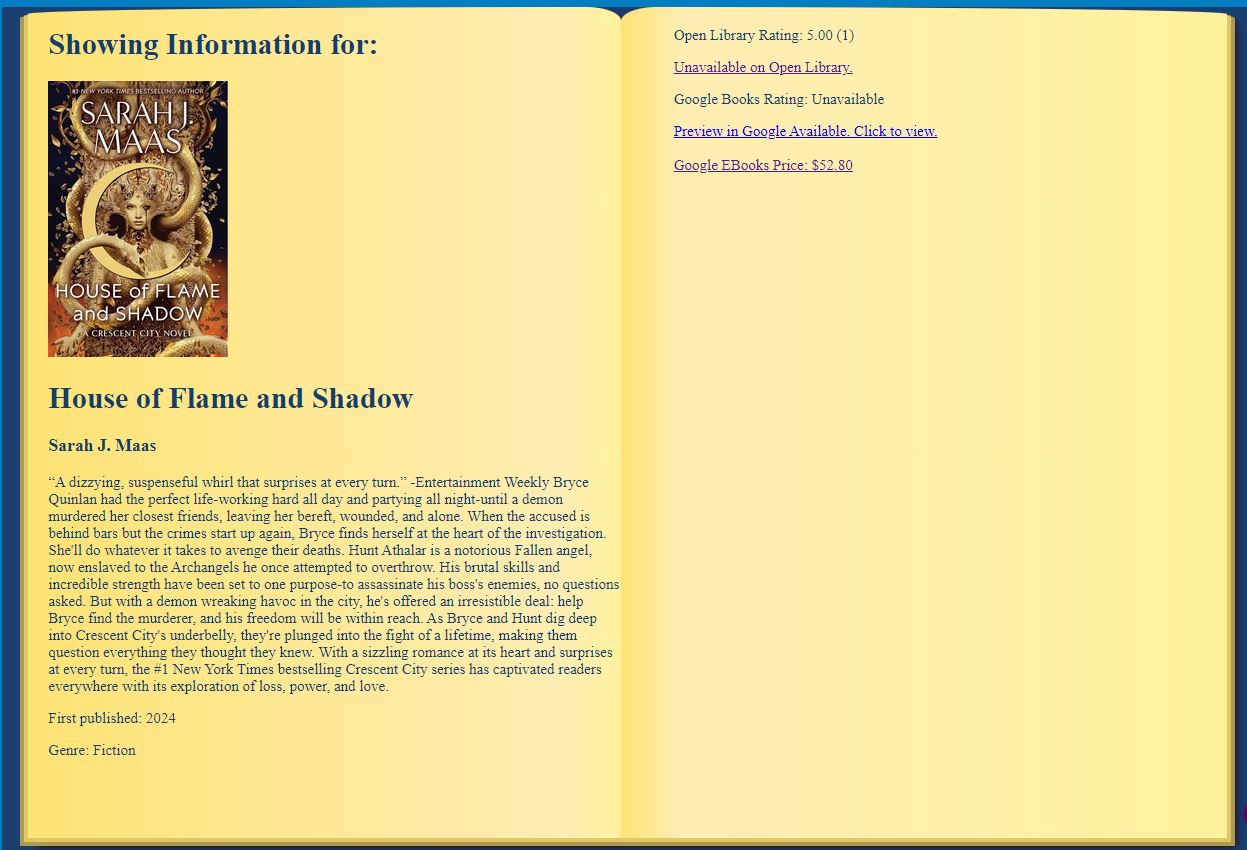 Showing Information for:
#1 NEW YORK TIMES BESTSELLING AUTHOR
SARAH J.
MAAS
HOUSE of FLAME
and SHADOW
A CRESCENT CITY NOVEL
House of Flame and Shadow
Sarah J. Maas
“A dizzying, suspenseful whirl that surprises at every turn.” -Entertainment Weekly Bryce
Quinlan had the perfect life-working hard all day and partying all night-until a demon
murdered her closest friends, leaving her bereft, wounded, and alone. When the accused is
behind bars but the crimes start up again, Bryce finds herself at the heart of the investigation.
She'll do whatever it takes to avenge their deaths. Hunt Athalar is a notorious Fallen angel,
now enslaved to the Archangels he once attempted to overthrow. His brutal skills and
incredible strength have been set to one purpose-to assassinate his boss's enemies, no questions
asked. But with a demon wreaking havoc in the city, he's offered an irresistible deal: help
Bryce find the murderer, and his freedom will be within reach. As Bryce and Hunt dig deep
into Crescent City's underbelly, they're plunged into the fight of a lifetime, making them
question everything they thought they knew. With a sizzling romance at its heart and surprises
at every turn, the #1 New York Times bestselling Crescent City series has captivated readers
everywhere with its exploration of loss, power, and love.
First published: 2024
Genre: Fiction
Open Library Rating: 5.00 (1)
Unavailable on Open Library.
Google Books Rating: Unavailable
Preview in Google Available. Click to view.
Google EBooks Price: $52.80